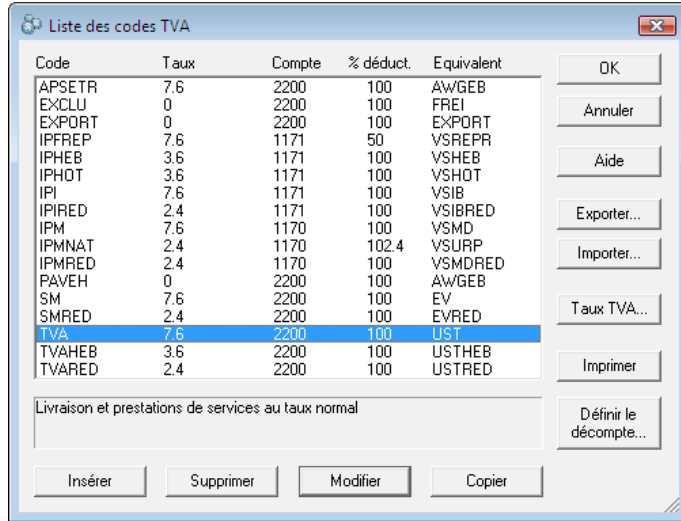 Liste des codes TVA
Code Taux Compte % déduct. Equivalent
APSETR 7.6 2200 100 AWGEB
EXCLU 0 2200 100 FREI
EXPORT 0 2200 100 EXPORT
IPFREP 7.6 1171 50 VSREPR
IPHEB 3.6 1171 100 VSHEB
IPHOT 3.6 1171 100 VSHOT
IPI 7.6 1171 100 VSIB
IPIRED 2.4 1171 100 VSIBRED
IPM 7.6 1170 100 VSMD
IPMNAT 2.4 1170 102.4 VSURP
IPMRED 2.4 1170 100 VSMDRED
PAVEH 0 2200 100 AWGEB
SM 7.6 2200 100 EV
SMRED 2.4 2200 100 EVRED
TVA 7.6 2200 100 UST
TVAHEB 3.6 2200 100 USTHEB
TVARED 2.4 2200 100 USTRED
Livraison et prestations de services au taux normal
OK
Annuler
Aide
Exporter...
Importer...
Taux TVA...
Imprimer
Définir le
décompte...
Insérer Supprimer Modifier Copier